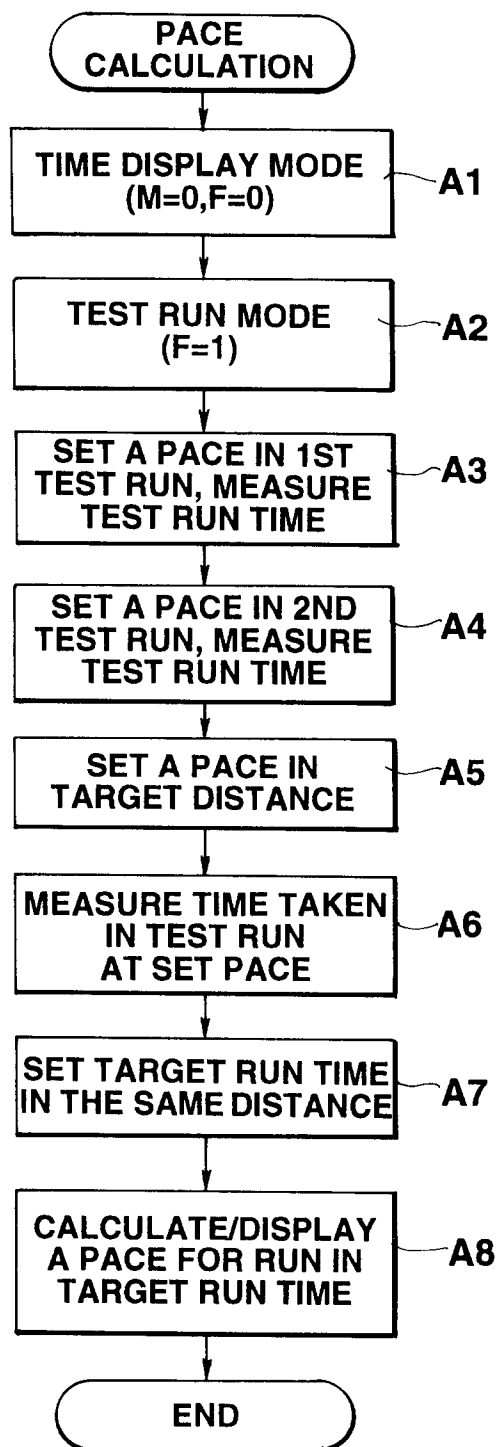 PACE
CALCULATION
TIME DISPLAY MODE
(M=0,F=0)
A1
TEST RUN MODE
(F=1)
A2
SET A PACE IN 1ST
TEST RUN, MEASURE
TEST RUN TIME
A3
SET A PACE IN 2ND
TEST RUN, MEASURE
TEST RUN TIME
A4
SET A PACE IN
TARGET DISTANCE
A5
MEASURE TIME TAKEN
IN TEST RUN
AT SET PACE
A6
SET TARGET RUN TIME
IN THE SAME DISTANCE
A7
CALCULATE/DISPLAY
A PACE FOR RUN IN
TARGET RUN TIME
A8
END